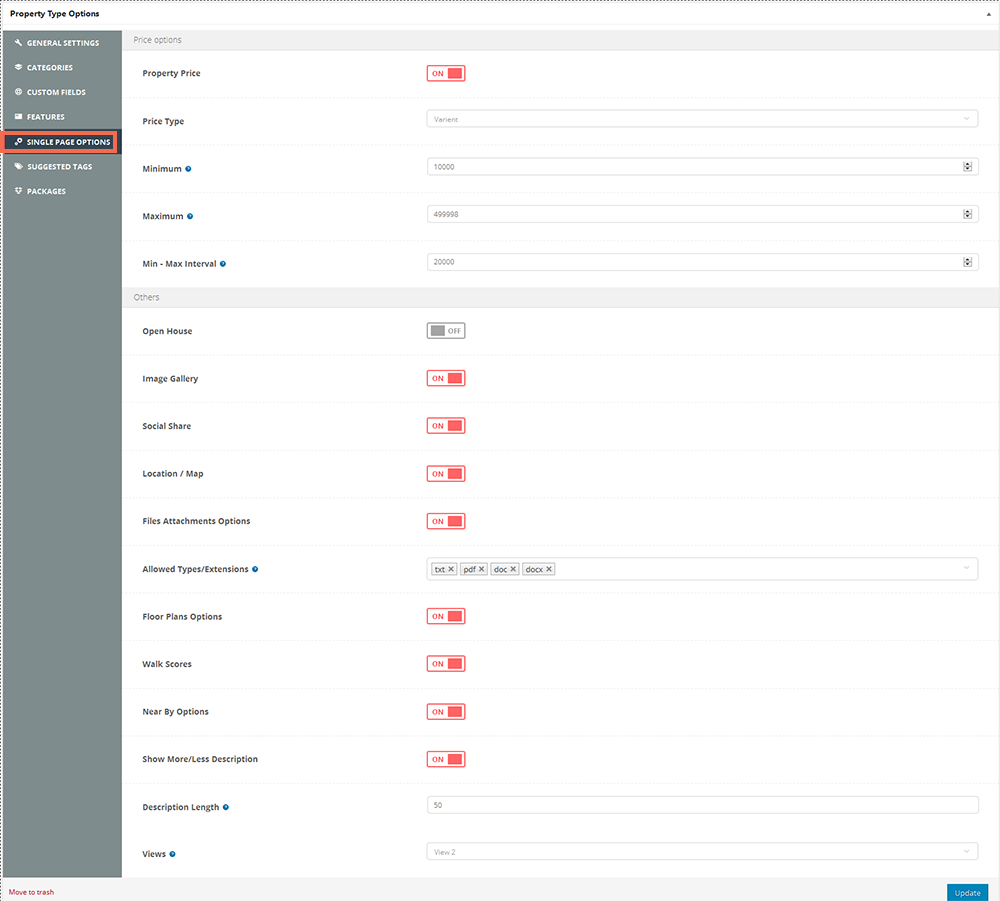 Property Type Options
GENERAL SETTINGS
CATEGORIES
CUSTOM FIELDS
FEATURES
SINGLE PAGE OPTIONS
SUGGESTED TAGS
PACKAGES
Price options
Property Price ON
Price Type Varient
Minimum 10000
Maximum 499998
Min - Max Interval 20000
Others
Open House OFF
Image Gallery ON
Social Share ON
Location / Map ON
Files Attachments Options ON
Allowed Types/Extensions txt pdf doc docx
Floor Plans Options ON
Walk Scores ON
Near By Options ON
Show More/Less Description ON
Description Length 50
Views View 2
Move to trash Update